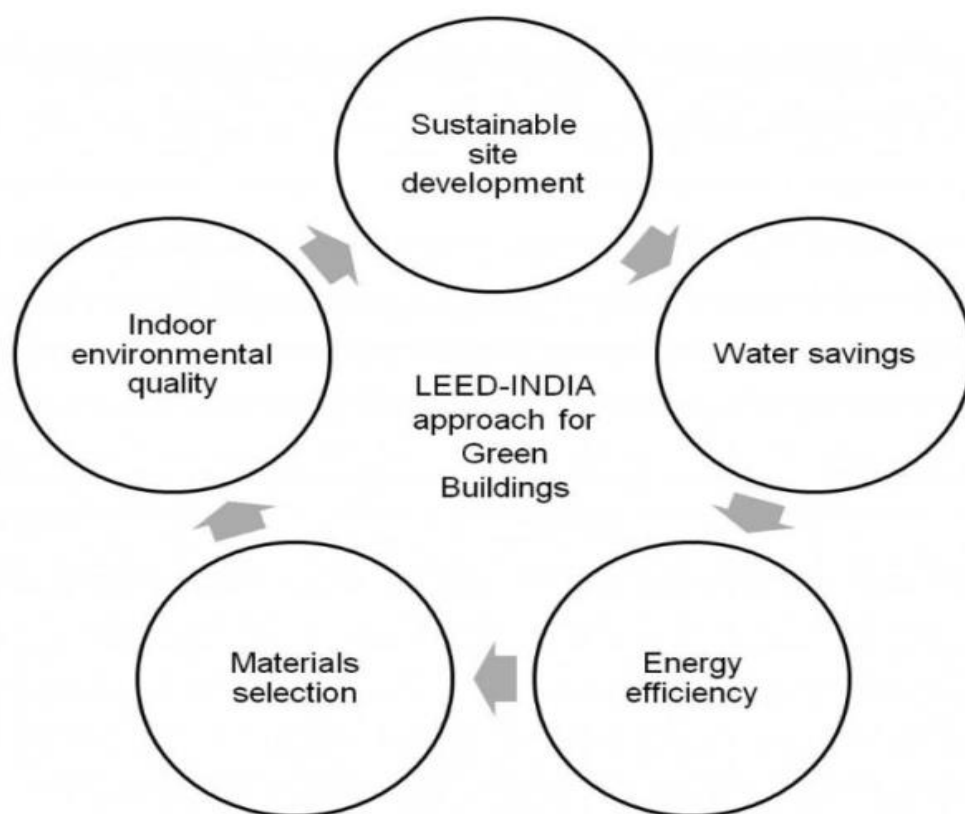 Sustainable
site
development
Water savings
Energy
efficiency
Materials
selection
Indoor
environmental
quality
LEED-INDIA
approach for
Green
Buildings